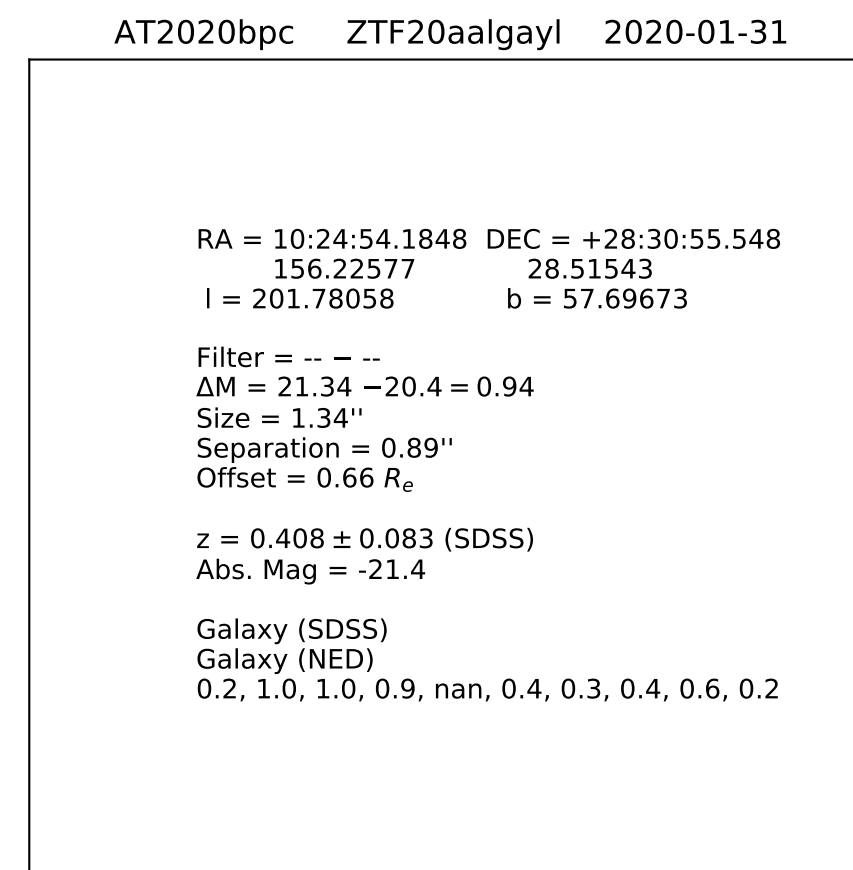 AT2020bpc ZTF20aalgayl 2020-01-31
RA = 10:24:54.1848 DEC = +28:30:55.548
156.22577 28.51543
l = 201.78058 b = 57.69673
Filter = -- − --
ΔM = 21.34 −20.4 = 0.94
Size = 1.34''
Separation = 0.89''
Offset = 0.66 Rₑ
z = 0.408 ± 0.083 (SDSS)
Abs. Mag = -21.4
Galaxy (SDSS)
Galaxy (NED)
0.2, 1.0, 1.0, 0.9, nan, 0.4, 0.3, 0.4, 0.6, 0.2